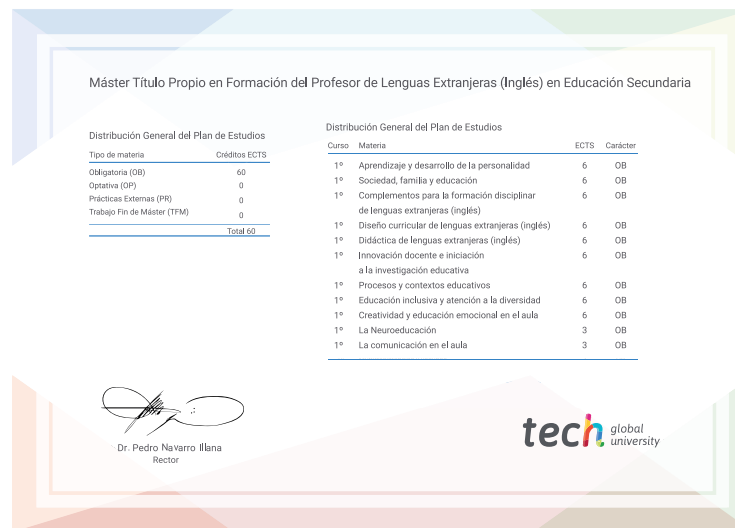 Máster Título Propio en Formación del Profesor de Lenguas Extranjeras (Inglés) en Educación Secundaria
Distribución General del Plan de Estudios
Tipo de materia Créditos ECTS
Obligatoria (OB) 60
Optativa (OP) 0
Prácticas Externas (PR) 0
Trabajo Fin de Máster (TFM) 0
Total 60
Distribución General del Plan de Estudios
Curso Materia ECTS Carácter
1º Aprendizaje y desarrollo de la personalidad 6 OB
1º Sociedad, familia y educación 6 OB
1º Complementos para la formación disciplinar 6 OB
de lenguas extranjeras (inglés)
1º Diseño curricular de lenguas extranjeras (inglés) 6 OB
1º Didáctica de lenguas extranjeras (inglés) 6 OB
1º Innovación docente e iniciación 6 OB
a la investigación educativa
1º Procesos y contextos educativos 6 OB
1º Educación inclusiva y atención a la diversidad 6 OB
1º Creatividad y educación emocional en el aula 6 OB
1º La Neuroeducación 3 OB
1º La comunicación en el aula 3 OB
Dr. Pedro Navarro Illana
Rector
tech global
university